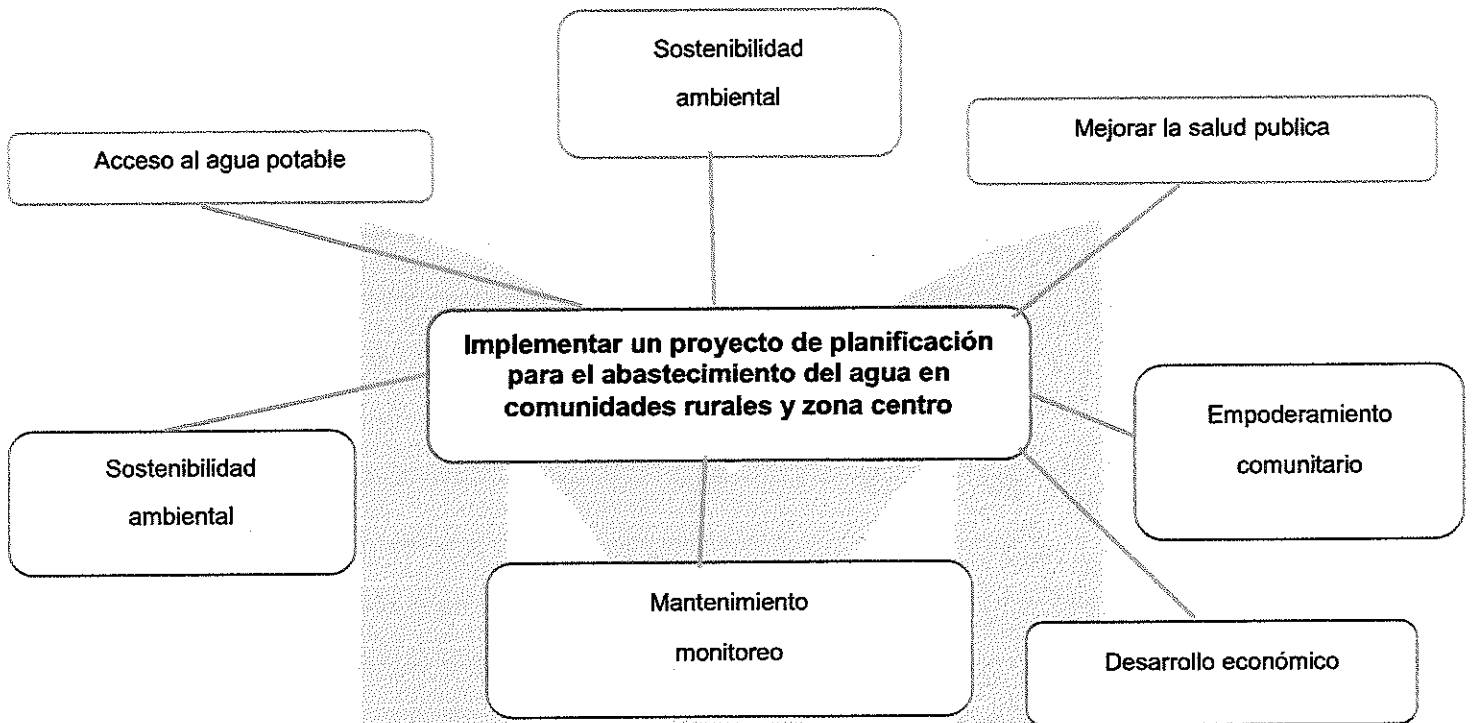 Sostenibilidad
ambiental
Mejorar la salud publica
Acceso al agua potable
Implementar un proyecto de planificación
para el abastecimiento del agua en
comunidades rurales y zona centro
Empoderamiento
comunitario
Sostenibilidad
ambiental
Mantenimiento
monitoreo
Desarrollo económico